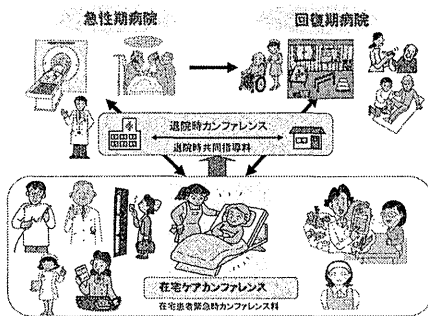 急性期病院
回復期病院
退院時カンファレンス
退院時共同指導料
在宅ケアカンファレンス
在宅患者緊急時カンファレンス料